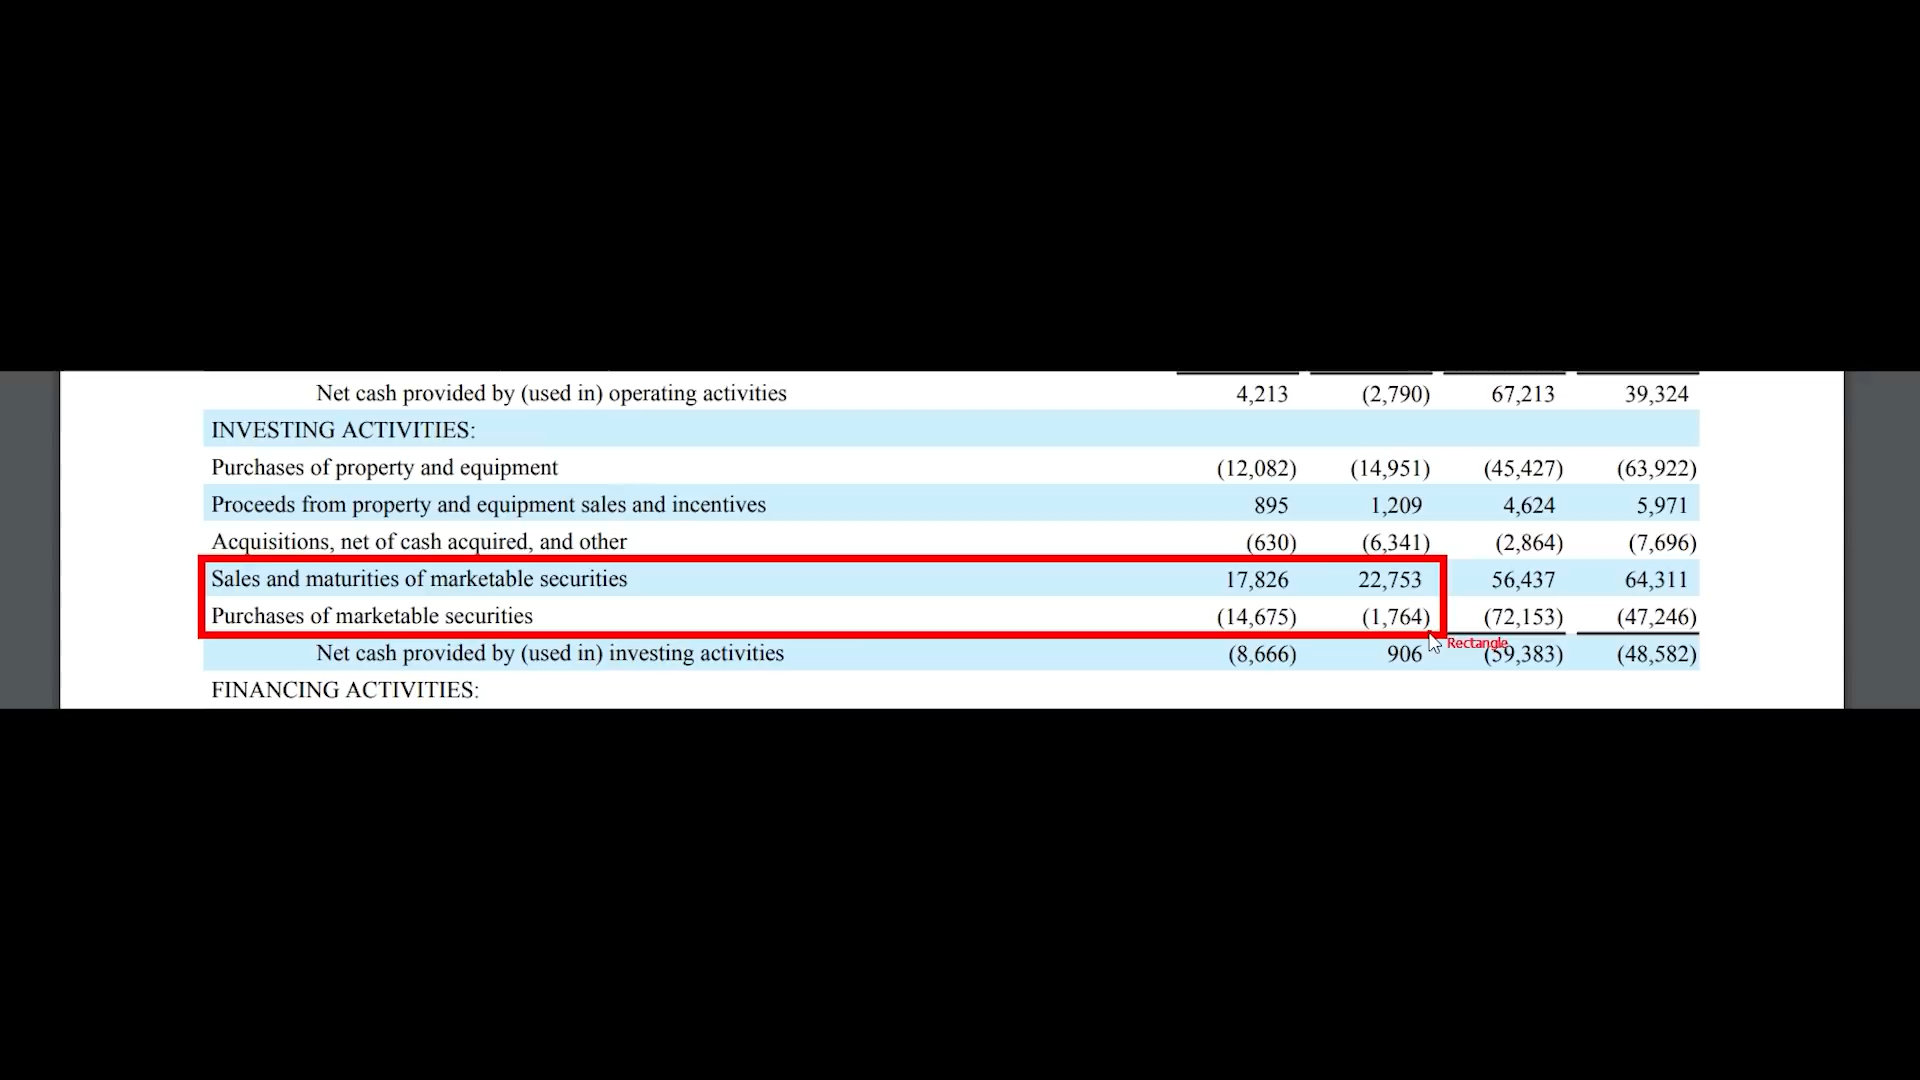 Net cash provided by (used in) operating activities 4,213 (2,790) 67,213 39,324
INVESTING ACTIVITIES:
Purchases of property and equipment (12,082) (14,951) (45,427) (63,922)
Proceeds from property and equipment sales and incentives 895 1,209 4,624 5,971
Acquisitions, net of cash acquired, and other (630) (6,341) (2,864) (7,696)
Sales and maturities of marketable securities 17,826 22,753 56,437 64,311
Purchases of marketable securities (14,675) (1,764) (72,153) (47,246)
Rectangle
Net cash provided by (used in) investing activities (8,666) 906 (59,383) (48,582)
FINANCING ACTIVITIES: